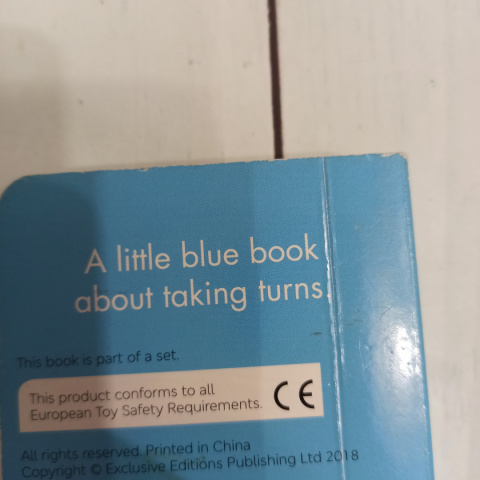 A little blue book
about taking turns.
This book is part of a set.
This product conforms to all
European Toy Safety Requirements.
CE
All rights reserved. Printed in China
Copyright © Exclusive Editions Publishing Ltd 2018